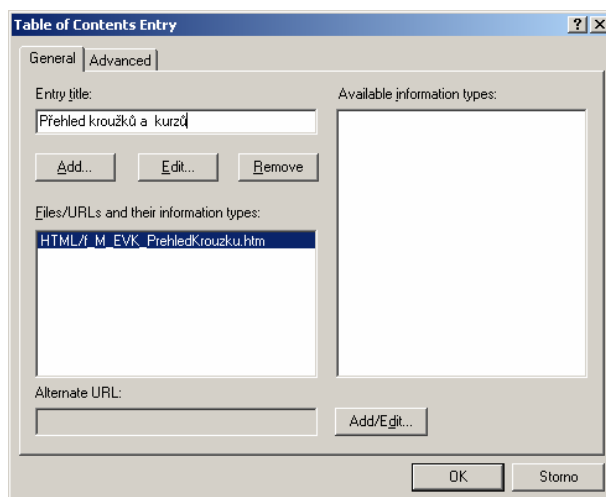 Table of Contents Entry
General
Advanced
Entry title:
Přehled kroužků a kurzů
Add...
Edit...
Remove
Files/URLs and their information types:
HTML/f_M_EVK_PrehledKrouzku.htm
Alternate URL:
Available information types:
Add/Edit...
OK
Storno